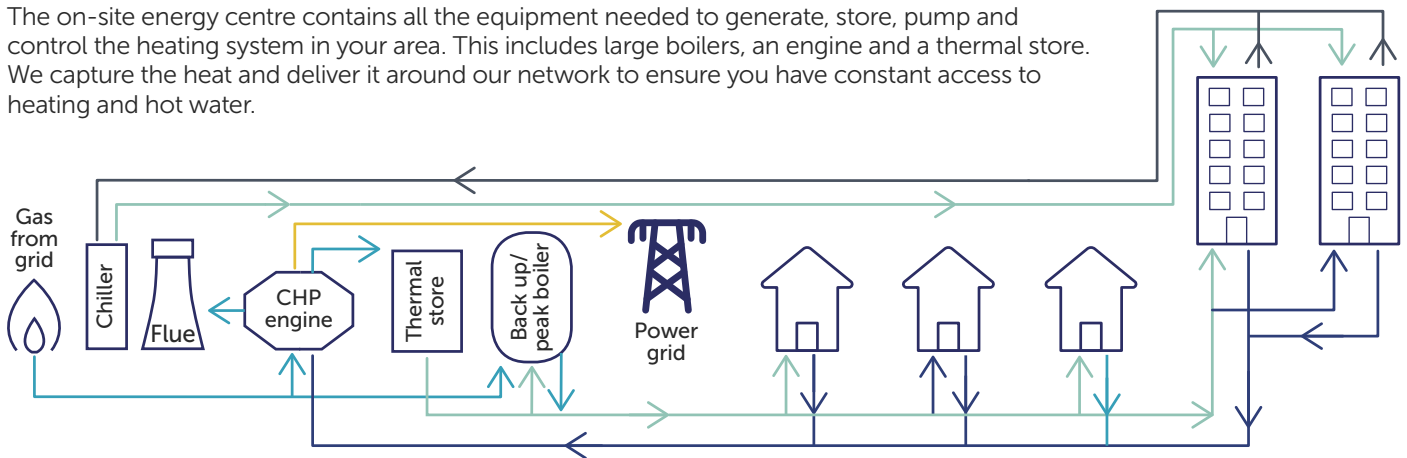 The on-site energy centre contains all the equipment needed to generate, store, pump and
control the heating system in your area. This includes large boilers, an engine and a thermal store.
We capture the heat and deliver it around our network to ensure you have constant access to
heating and hot water.
Gas
from
grid
Chiller
Flue
CHP
engine
Thermal
store
Back up/
peak boiler
Power
grid